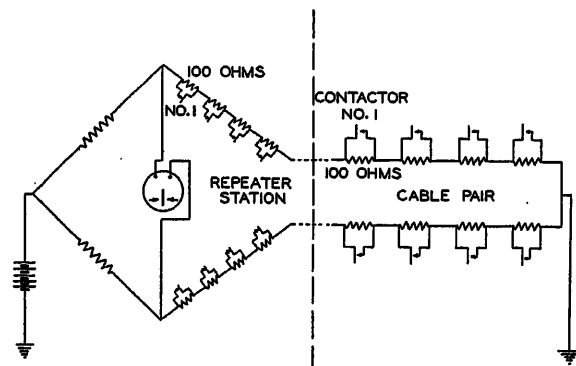 100 OHMS
NO.1
CONTACTOR
NO.1
100 OHMS
REPEATER
STATION
CABLE PAIR